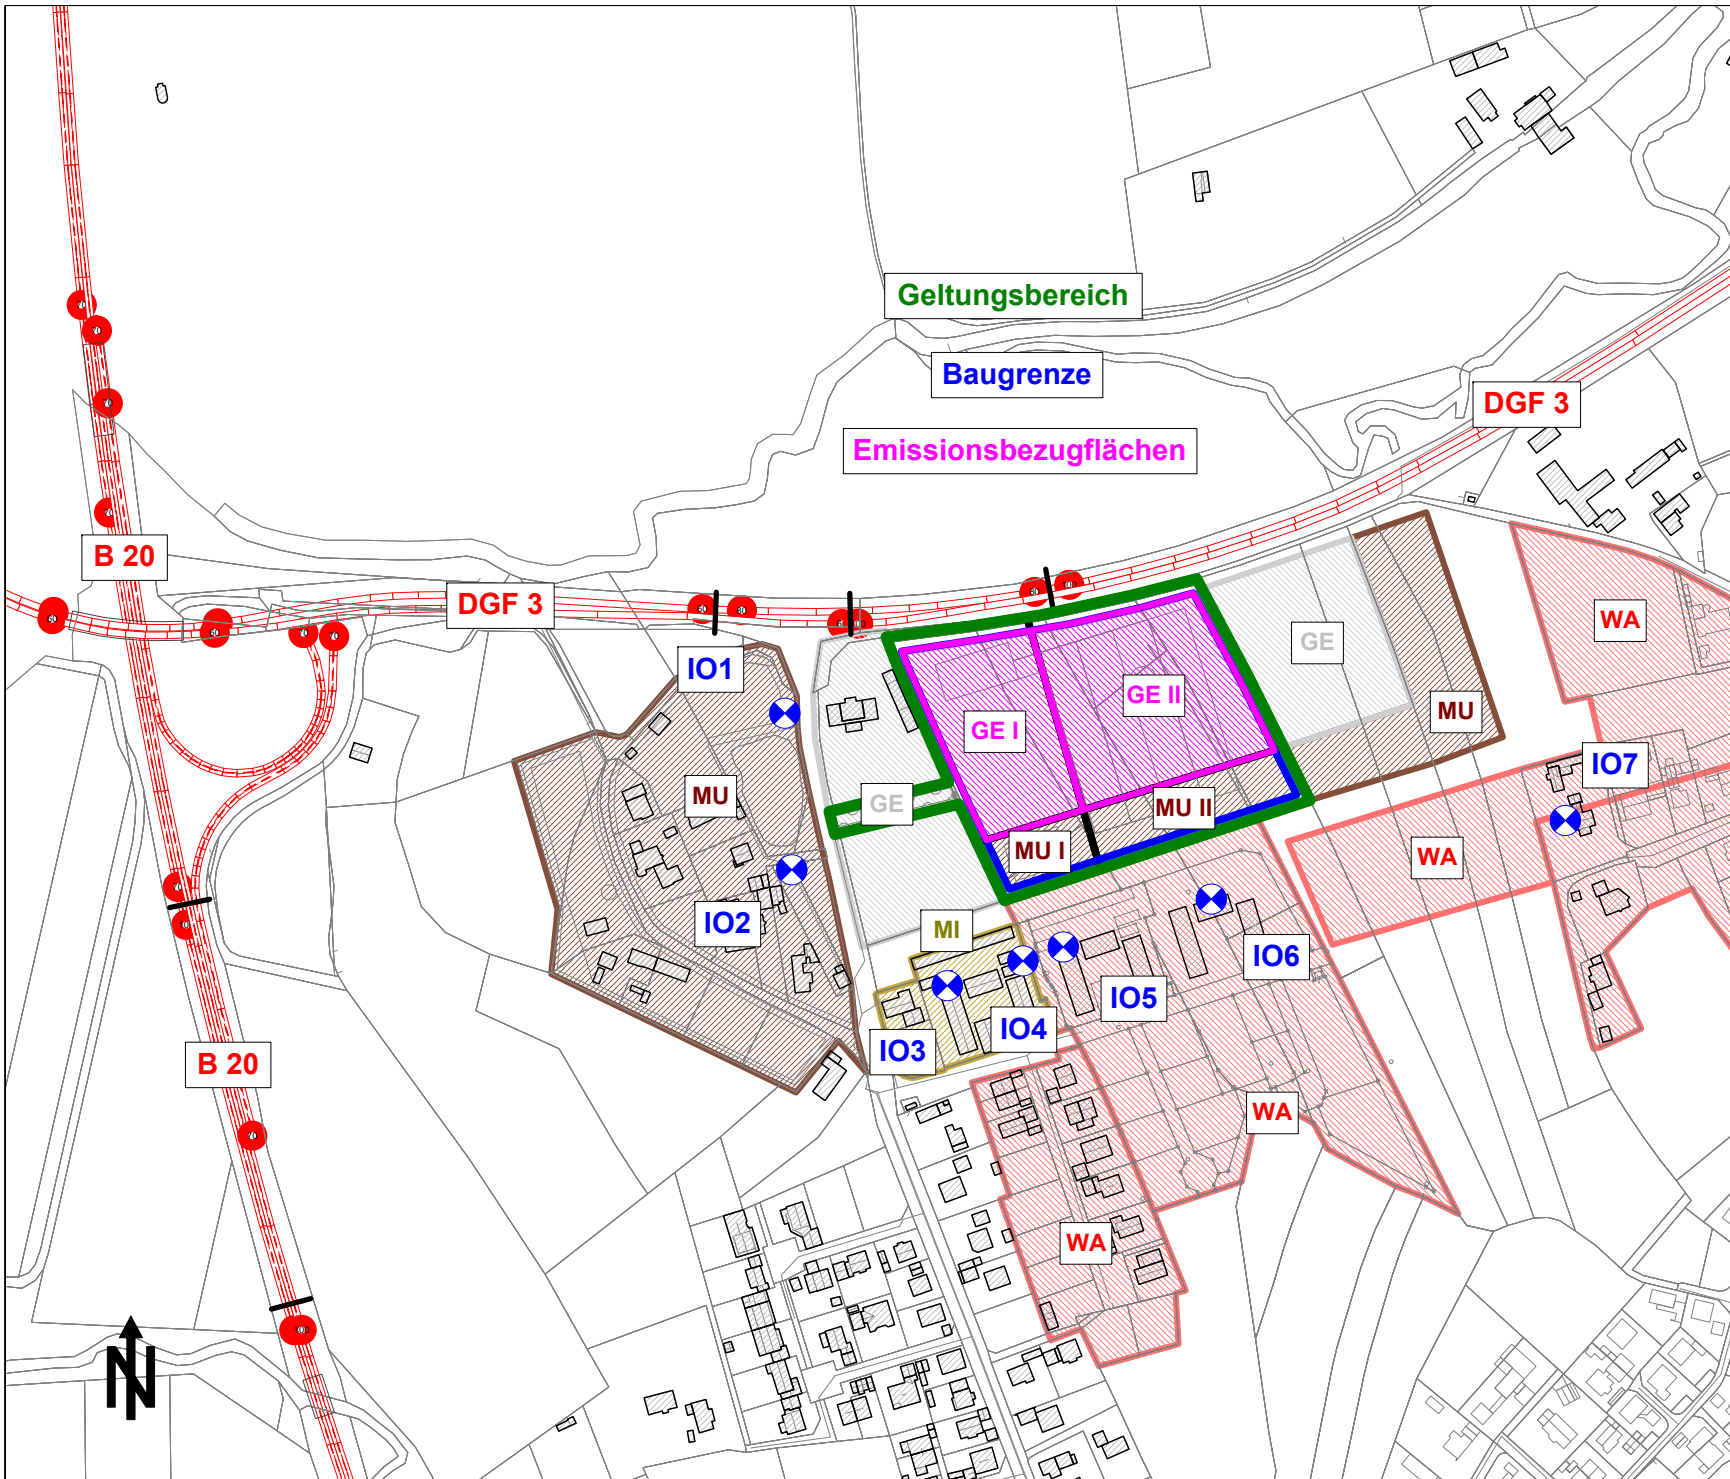 Geltungsbereich
Baugrenze
DGF 3
Emissionsbezugflächen
B 20
DGF 3
WA
GE
IO1
GE II
MU
GE I
IO7
MU
GE
MU II
MU I
WA
IO2
MI
IO6
IO5
IO4
IO3
B 20
WA
WA
N